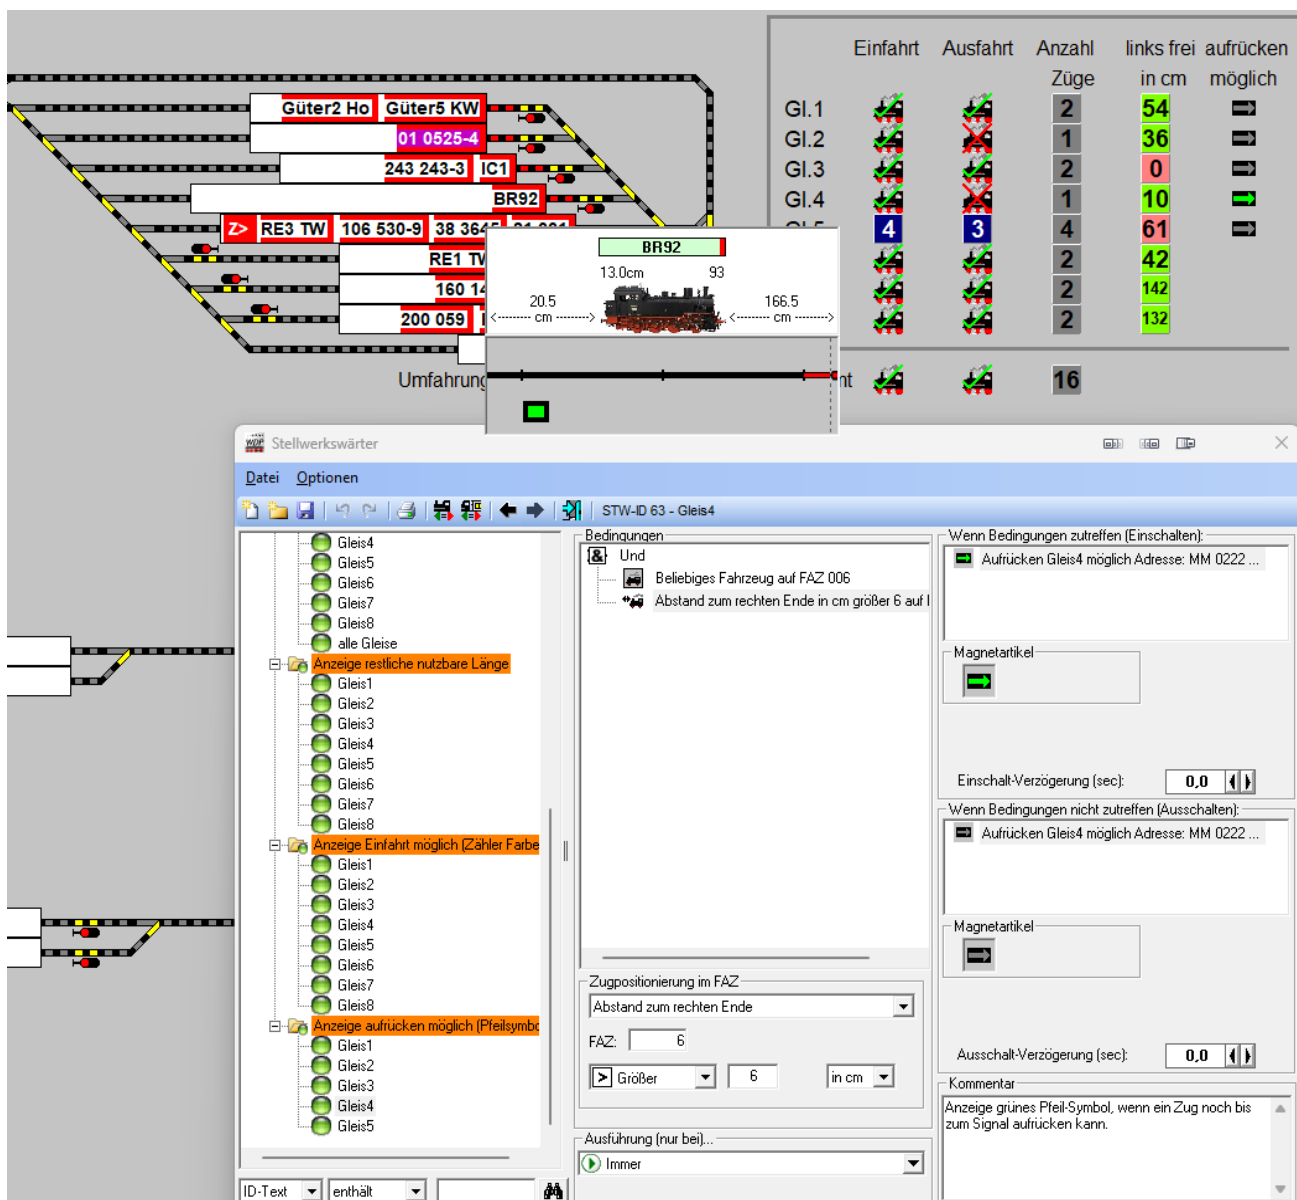 Einfahrt Ausfahrt Anzahl Züge links frei in cm aufrücken möglich
Güter2 Ho Güter5 KW
01 0525-4
243 243-3 IC1
BR92
Z> RE3 TW 106 530-9 38 3645
RE1
160
200 059
Umfahrung
Gl.1 2 54
Gl.2 1 36
Gl.3 2 0
Gl.4 1 10
4 3 4 61
2 42
2 142
2 132
16
BR92
13.0cm 93
20.5 166.5
<-------- cm --------> <-------- cm -------->
WDP Stellwerkswärter
Datei Optionen
STW-ID 63 - Gleis4
Gleis4
Gleis5
Gleis6
Gleis7
Gleis8
alle Gleise
Anzeige restliche nutzbare Länge
Gleis1
Gleis2
Gleis3
Gleis4
Gleis5
Gleis6
Gleis7
Gleis8
Anzeige Einfahrt möglich (Zähler Farbe
Gleis1
Gleis2
Gleis3
Gleis4
Gleis5
Gleis6
Gleis7
Gleis8
Anzeige aufrücken möglich (Pfeilsymbo
Gleis1
Gleis2
Gleis3
Gleis4
Gleis5
ID-Text enthält
Bedingungen
& Und
Beliebiges Fahrzeug auf FAZ 006
Abstand zum rechten Ende in cm größer 6 auf
Zugpositionierung im FAZ
Abstand zum rechten Ende
FAZ: 6
> Größer 6 in cm
Ausführung (nur bei)...
Immer
Wenn Bedingungen zutreffen (Einschalten):
Aufrücken Gleis4 möglich Adresse: MM 0222 ...
Magnetartikel
Einschalt-Verzögerung (sec): 0,0
Wenn Bedingungen nicht zutreffen (Ausschalten):
Aufrücken Gleis4 möglich Adresse: MM 0222 ...
Magnetartikel
Ausschalt-Verzögerung (sec): 0,0
Kommentar
Anzeige grünes Pfeil-Symbol, wenn ein Zug noch bis
zum Signal aufrücken kann.